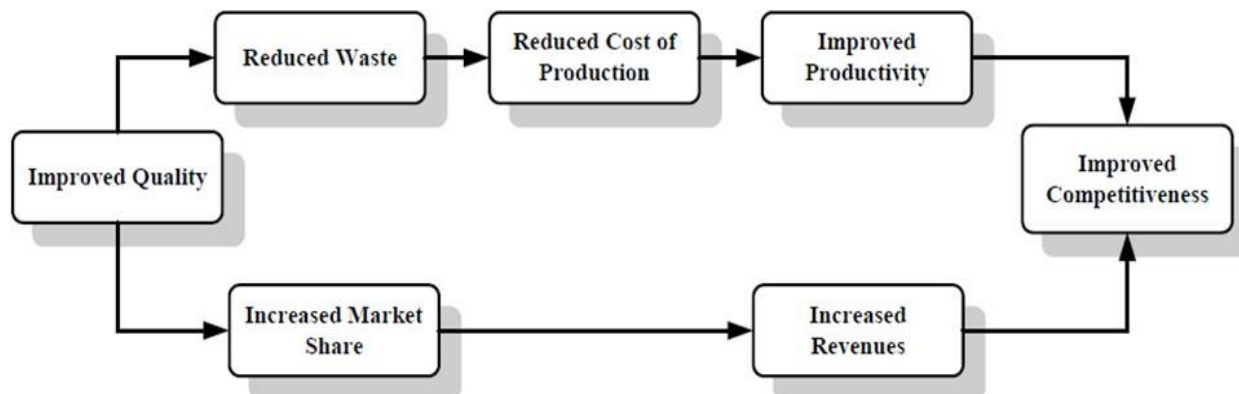 Reduced Waste
Reduced Cost of
Production
Improved
Productivity
Improved Quality
Improved
Competitiveness
Increased Market
Share
Increased
Revenues